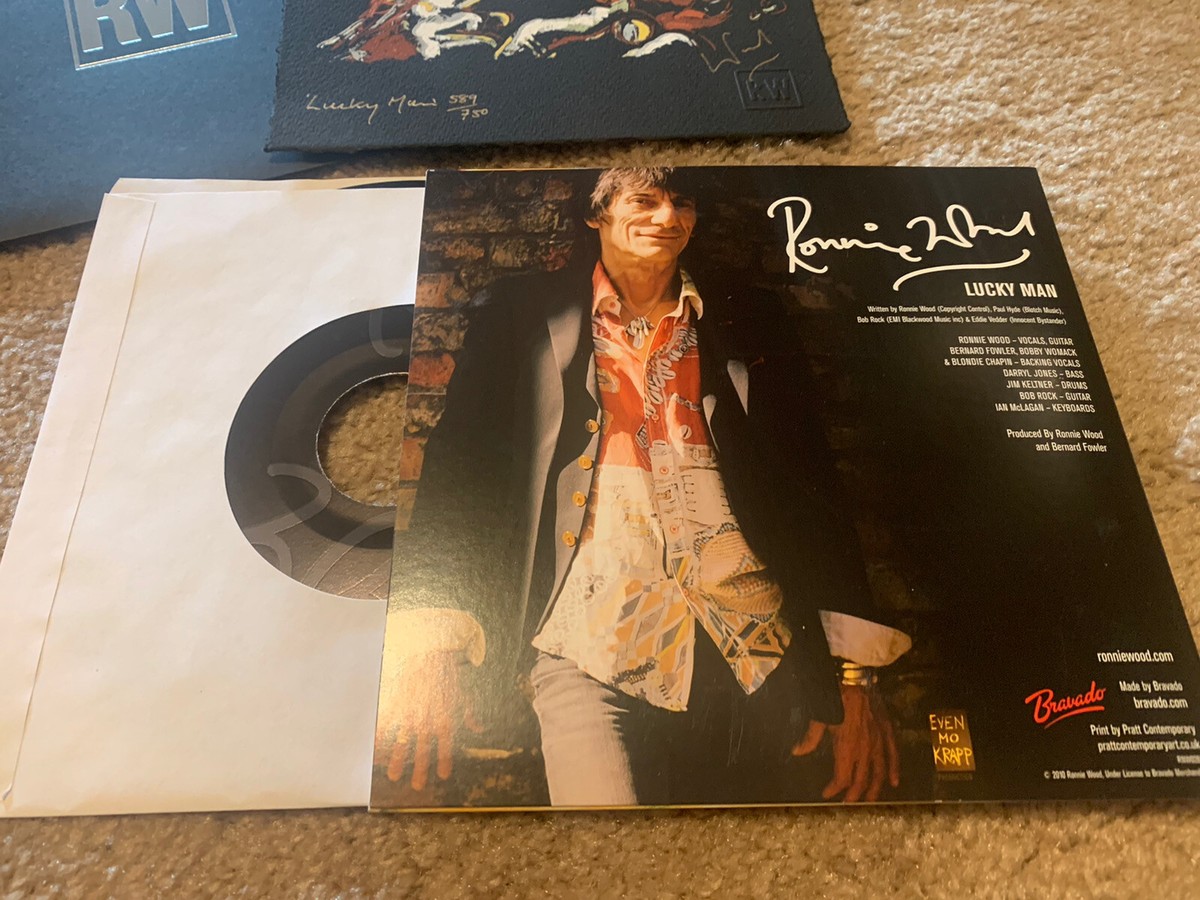 RW
'Lucky Man 589/750
Wood
RW
Ronnie Wood
LUCKY MAN
Written by Ronnie Wood (Copyright Control), Paul Hyde (Blotch Music),
Bob Rock (EMI Blackwood Music inc) & Eddie Vedder (Innocent Bystander)
RONNIE WOOD – VOCALS, GUITAR
BERNARD FOWLER, BOBBY WOMACK
& BLONDIE CHAPIN – BACKING VOCALS
DARRYL JONES – BASS
JIM KELTNER – DRUMS
BOB ROCK – GUITAR
IAN McLAGAN – KEYBOARDS
Produced By Ronnie Wood
and Bernard Fowler
ronniewood.com
Bravado
Made by Bravado
bravado.com
EVEN
MO
KRAPP
PRODUCTION
Print by Pratt Contemporary
prattcontemporaryart.co.uk
© 2010 Ronnie Wood, Under License to Bravado